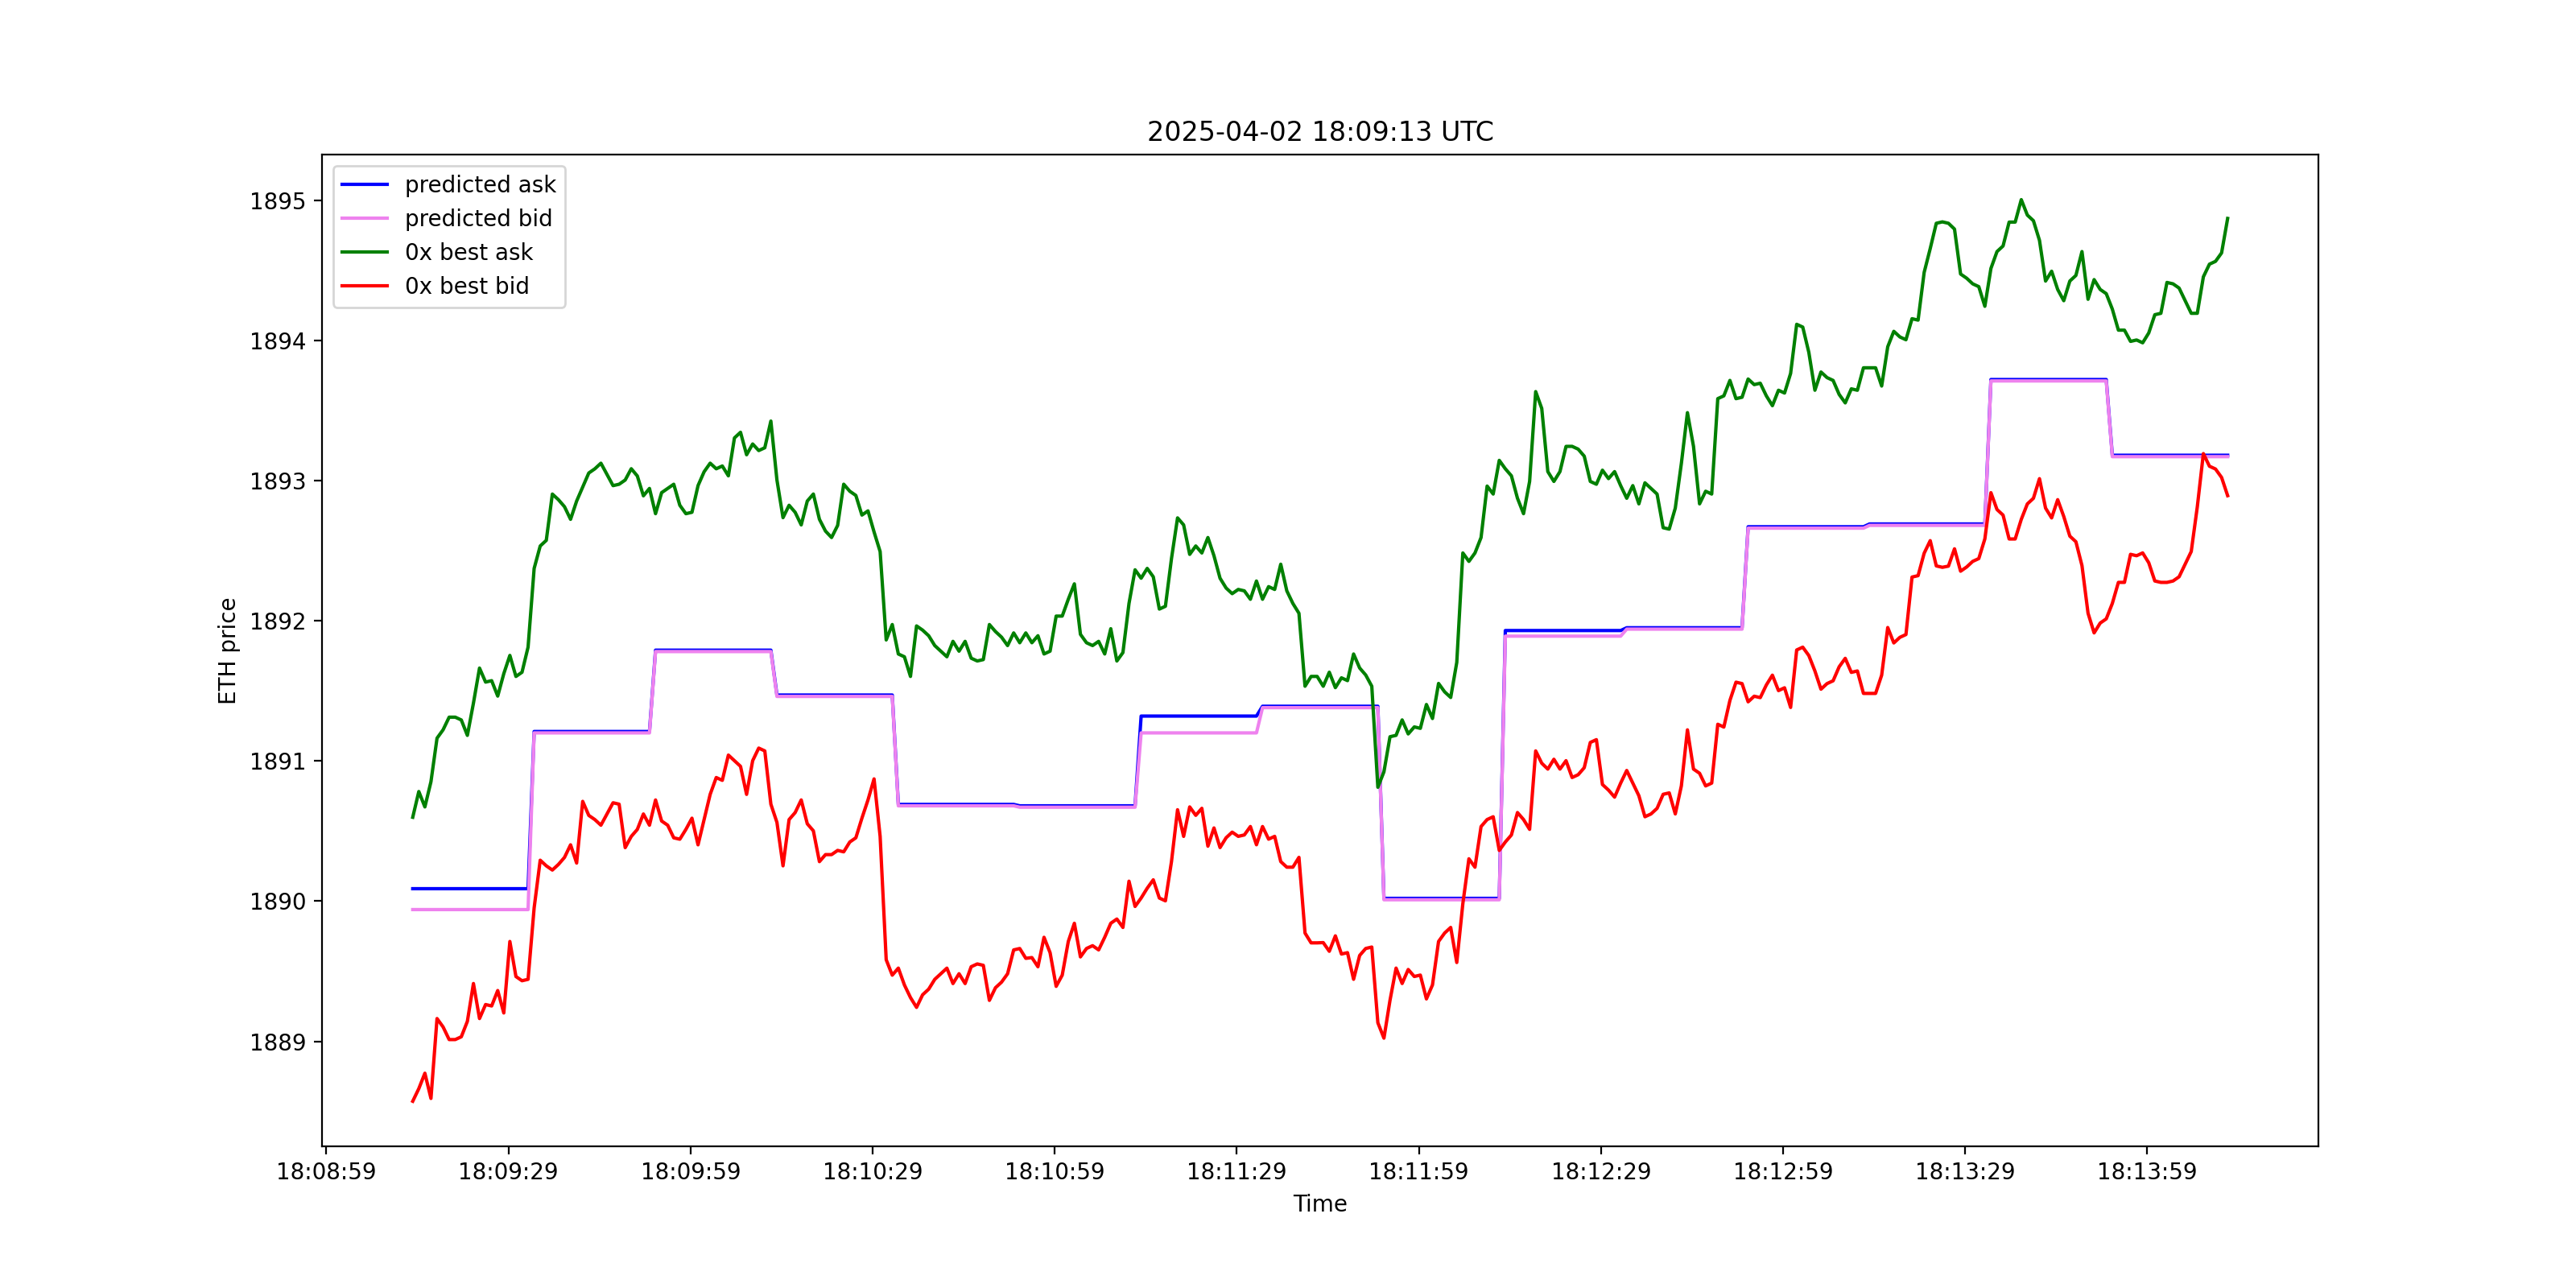 2025-04-02 18:09:13 UTC
predicted ask
predicted bid
0x best ask
0x best bid
1895
1894
1893
1892
1891
1890
1889
ETH price
18:08:59 18:09:29 18:09:59 18:10:29 18:10:59 18:11:29 18:11:59 18:12:29 18:12:59 18:13:29 18:13:59
Time